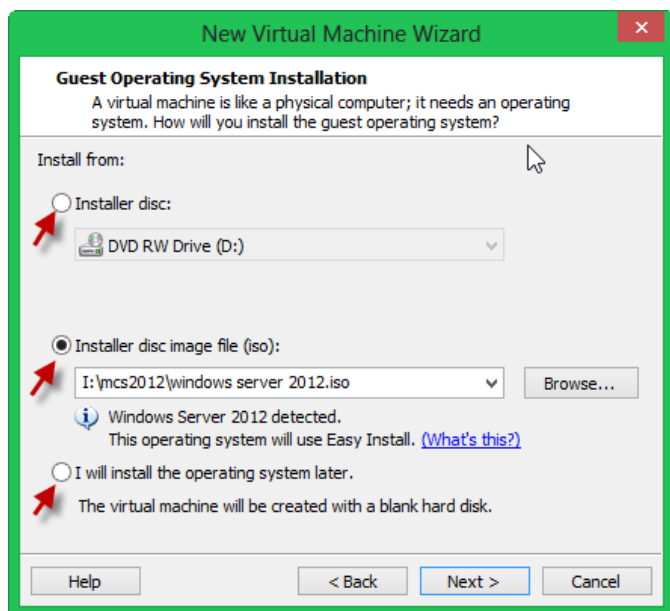 New Virtual Machine Wizard
Guest Operating System Installation
A virtual machine is like a physical computer; it needs an operating
system. How will you install the guest operating system?
Install from:
Installer disc:
DVD RW Drive (D:)
Installer disc image file (iso):
I:\mcs2012\windows server 2012.iso
Browse...
Windows Server 2012 detected.
This operating system will use Easy Install. (What's this?)
I will install the operating system later.
The virtual machine will be created with a blank hard disk.
Help
< Back
Next >
Cancel